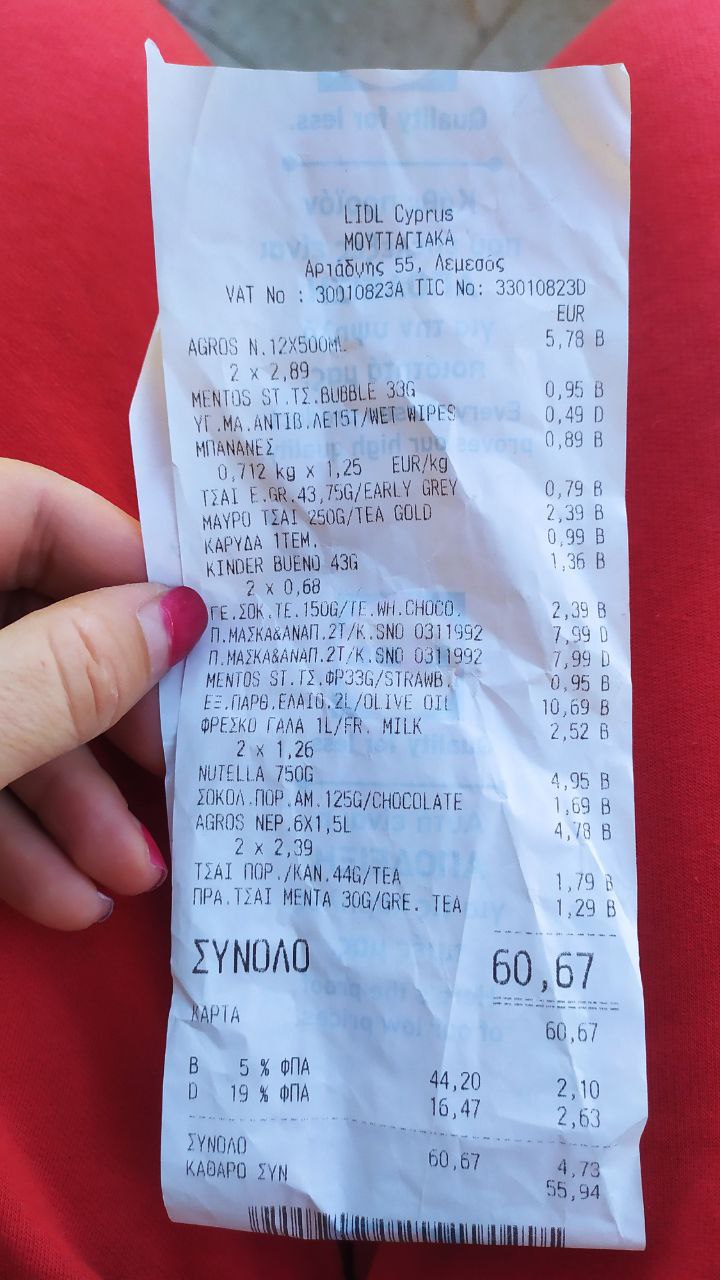 Quality for less.
LIDL Cyprus
ΜΟΥΤΤΑΓΙΑΚΑ
Αριάδνης 55, Λεμεσός
VAT No : 30010823A TIC No: 33010823D
EUR
AGROS N.12X500ML 5,78 B
2 x 2,89
MENTOS ST.ΤΣ.BUBBLE 33G 0,95 B
ΥΓ.ΜΑ.ΑΝΤΙΒ.ΛΕ15Τ/WET WIPES 0,49 D
ΜΠΑΝΑΝΕΣ 0,89 B
0,712 kg x 1,25 EUR/kg
ΤΣΑΙ E.GR.43,75G/EARLY GREY 0,79 B
ΜΑΥΡΟ ΤΣΑΙ 250G/TEA GOLD 2,39 B
ΚΑΡΥΔΑ 1ΤΕΜ. 0,99 B
KINDER BUENO 43G 1,36 B
2 x 0,68
ΓΕ.ΣΟΚ.ΤΕ.150G/TE.WH.CHOCO. 2,39 B
Π.ΜΑΣΚΑ&ΑΝΑΠ.2Τ/K.SNO 0311992 7,99 D
Π.ΜΑΣΚΑ&ΑΝΑΠ.2Τ/K.SNO 0311992 7,99 D
MENTOS ST.ΤΣ.ΦΡ33G/STRAWB. 0,95 B
ΕΞ.ΠΑΡΘ.ΕΛΑΙΟ.2L/OLIVE OIL 10,69 B
ΦΡΕΣΚΟ ΓΑΛΑ 1L/FR. MILK 2,52 B
2 x 1,26
NUTELLA 750G 4,95 B
ΣΟΚΟΛ.ΠΟΡ.ΑΜ.125G/CHOCOLATE 1,69 B
AGROS ΝΕΡ.6X1,5L 4,78 B
2 x 2,39
ΤΣΑΙ ΠΟΡ./ΚΑΝ.44G/TEA 1,79 B
ΠΡΑ.ΤΣΑΙ ΜΕΝΤΑ 30G/GRE. TEA 1,29 B
ΣΥΝΟΛΟ 60,67
ΚΑΡΤΑ 60,67
B 5 % ΦΠΑ 44,20 2,10
D 19 % ΦΠΑ 16,47 2,63
ΣΥΝΟΛΟ 60,67 4,73
ΚΑΘΑΡΟ ΣΥΝ 55,94